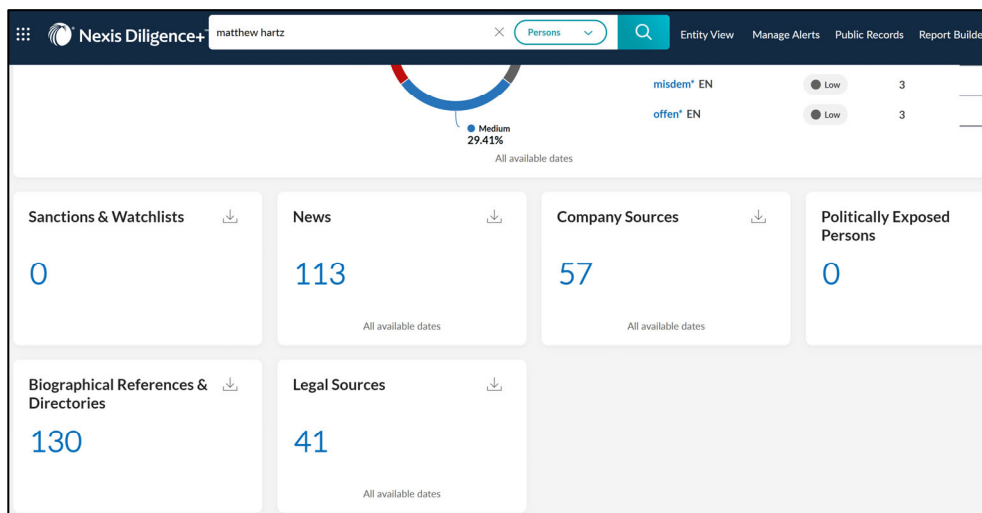 Nexis Diligence+ matthew hartz Persons Entity View Manage Alerts Public Records Report Builde
misdem* EN Low 3
offen* EN Low 3
Medium
29.41%
All available dates
Sanctions & Watchlists
0
News
113
All available dates
Company Sources
57
All available dates
Politically Exposed
Persons
0
Biographical References &
Directories
130
Legal Sources
41
All available dates